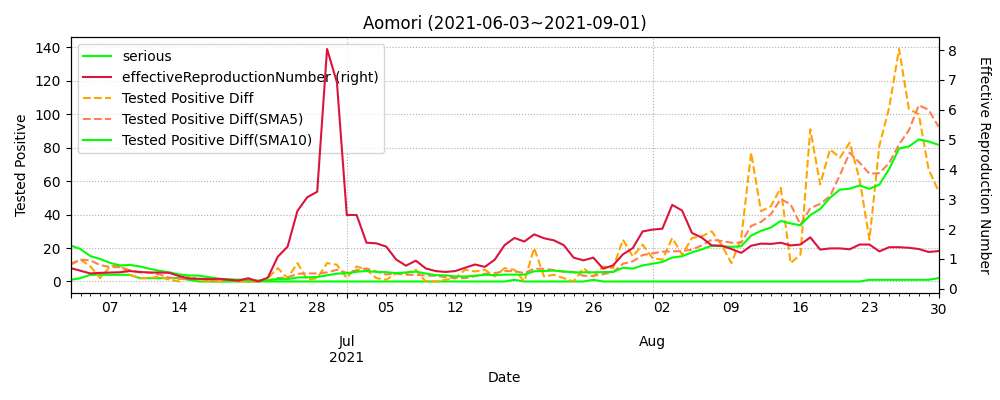 Aomori (2021-06-03~2021-09-01)
serious
effectiveReproductionNumber (right)
Tested Positive Diff
Tested Positive Diff(SMA5)
Tested Positive Diff(SMA10)
Tested Positive
140
120
100
80
60
40
20
0
8
7
6
5
4
3
2
1
0
Effective Reproduction Number
07 14 21 28 05 12 19 26 02 09 16 23 30
Jul Aug
2021
Date